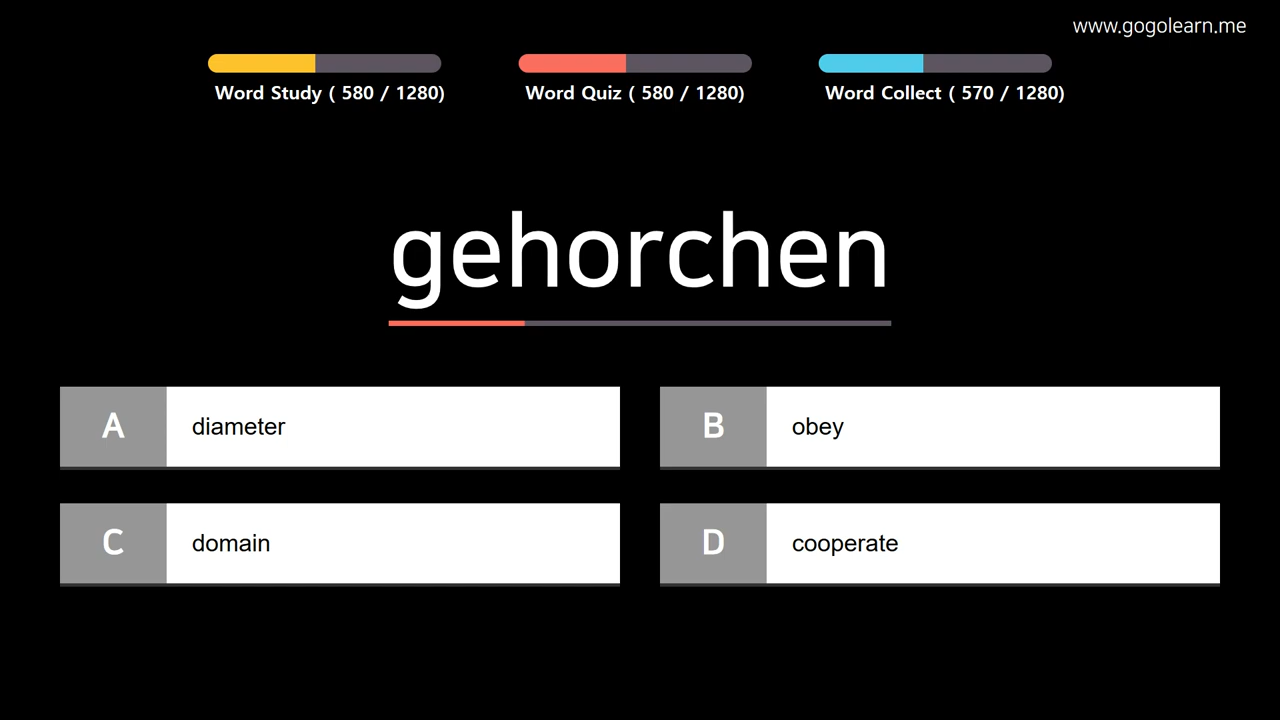 www.gogolearn.me
Word Study ( 580 / 1280)
Word Quiz ( 580 / 1280)
Word Collect ( 570 / 1280)
gehorchen
A diameter
B obey
C domain
D cooperate